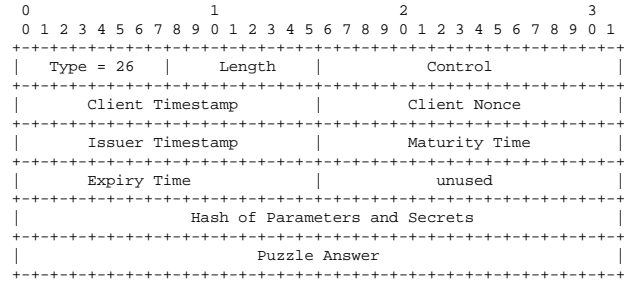 0                   1                   2                   3
0 1 2 3 4 5 6 7 8 9 0 1 2 3 4 5 6 7 8 9 0 1 2 3 4 5 6 7 8 9 0 1
+-+-+-+-+-+-+-+-+-+-+-+-+-+-+-+-+-+-+-+-+-+-+-+-+-+-+-+-+-+-+-+-+
|   Type = 26   |     Length    |            Control            |
+-+-+-+-+-+-+-+-+-+-+-+-+-+-+-+-+-+-+-+-+-+-+-+-+-+-+-+-+-+-+-+-+
|       Client Timestamp        |         Client Nonce          |
+-+-+-+-+-+-+-+-+-+-+-+-+-+-+-+-+-+-+-+-+-+-+-+-+-+-+-+-+-+-+-+-+
|       Issuer Timestamp        |         Maturity Time         |
+-+-+-+-+-+-+-+-+-+-+-+-+-+-+-+-+-+-+-+-+-+-+-+-+-+-+-+-+-+-+-+-+
|       Expiry Time             |            unused             |
+-+-+-+-+-+-+-+-+-+-+-+-+-+-+-+-+-+-+-+-+-+-+-+-+-+-+-+-+-+-+-+-+
|                  Hash of Parameters and Secrets               |
+-+-+-+-+-+-+-+-+-+-+-+-+-+-+-+-+-+-+-+-+-+-+-+-+-+-+-+-+-+-+-+-+
|                         Puzzle Answer                         |
+-+-+-+-+-+-+-+-+-+-+-+-+-+-+-+-+-+-+-+-+-+-+-+-+-+-+-+-+-+-+-+-+